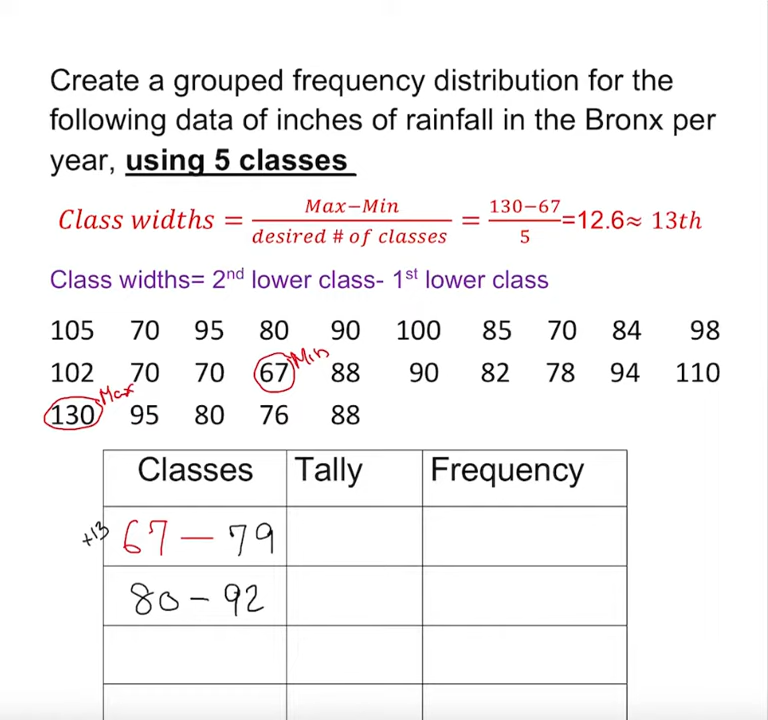 Create a grouped frequency distribution for the
following data of inches of rainfall in the Bronx per
year, using 5 classes
Class widths = Max−Min / desired # of classes = 130−67 / 5 =12.6≈ 13th
Class widths= 2nd lower class- 1st lower class
105 70 95 80 90 100 85 70 84 98
102 70 70 67 Min 88 90 82 78 94 110
130 Max 95 80 76 88
Classes Tally Frequency
+13 67 — 79
80 – 92